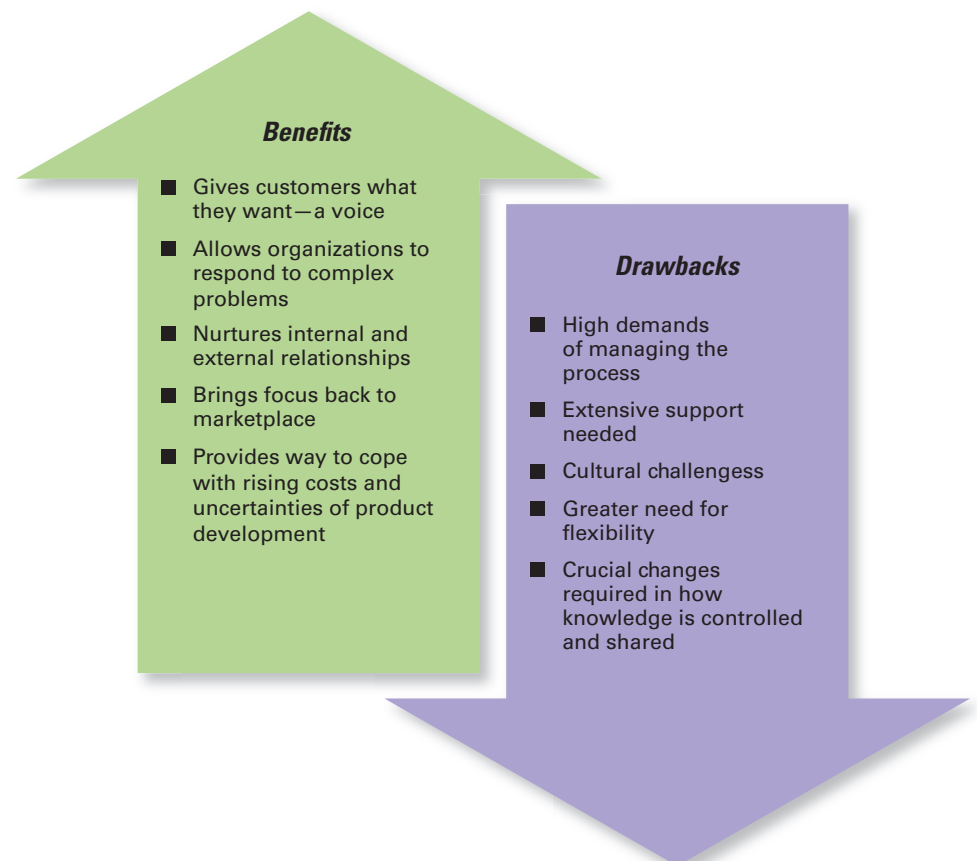 Benefits
■ Gives customers what
they want—a voice
■ Allows organizations to
respond to complex
problems
■ Nurtures internal and
external relationships
■ Brings focus back to
marketplace
■ Provides way to cope
with rising costs and
uncertainties of product
development
Drawbacks
■ High demands
of managing the
process
■ Extensive support
needed
■ Cultural challengess
■ Greater need for
flexibility
■ Crucial changes
required in how
knowledge is controlled
and shared